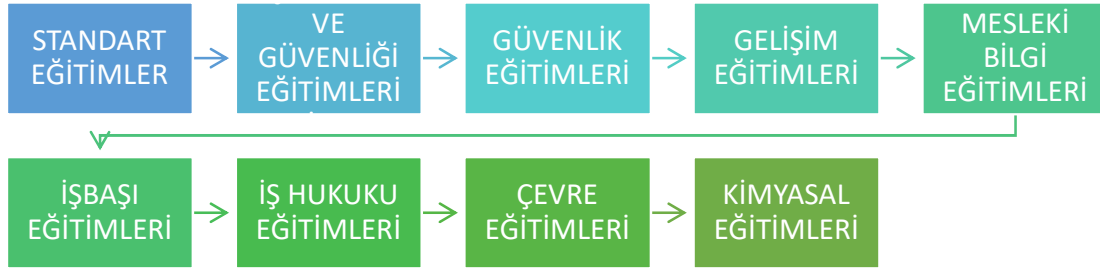 STANDART
EĞİTİMLER
VE
GÜVENLİĞİ
EĞİTİMLERİ
GÜVENLİK
EĞİTİMLERİ
GELİŞİM
EĞİTİMLERİ
MESLEKİ
BİLGİ
EĞİTİMLERİ
İŞBAŞI
EĞİTİMLERİ
İŞ HUKUKU
EĞİTİMLERİ
ÇEVRE
EĞİTİMLERİ
KİMYASAL
EĞİTİMLERİ